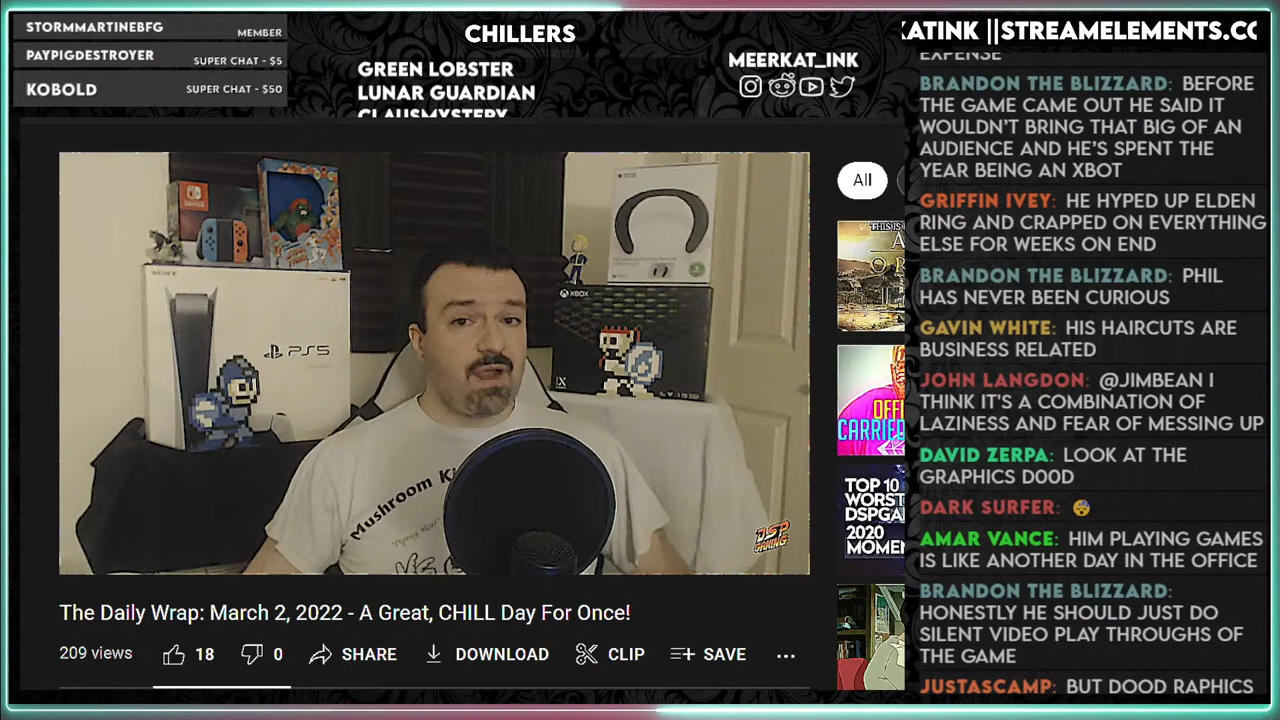 STORMMARTINEBFG
MEMBER
PAYPIGDESTROYER
SUPER CHAT - $5
KOBOLD
SUPER CHAT - $50
CHILLERS
GREEN LOBSTER
LUNAR GUARDIAN
CLAUSMYSTERY
MEERKAT_INK
KATINK ||STREAMELEMENTS.CO
PS5
XBOX
Mushroom Ki
DSP
GAMING
The Daily Wrap: March 2, 2022 - A Great, CHILL Day For Once!
209 views
18
0
SHARE
DOWNLOAD
CLIP
SAVE
...
All
THIS IS
OFFI
CARRIED
TOP 10
WORST
DSPGA
2020
MOMEN
EXPENSE
BRANDON THE BLIZZARD: BEFORE
THE GAME CAME OUT HE SAID IT
WOULDN'T BRING THAT BIG OF AN
AUDIENCE AND HE'S SPENT THE
YEAR BEING AN XBOT
GRIFFIN IVEY: HE HYPED UP ELDEN
RING AND CRAPPED ON EVERYTHING
ELSE FOR WEEKS ON END
BRANDON THE BLIZZARD: PHIL
HAS NEVER BEEN CURIOUS
GAVIN WHITE: HIS HAIRCUTS ARE
BUSINESS RELATED
JOHN LANGDON: @JIMBEAN I
THINK IT'S A COMBINATION OF
LAZINESS AND FEAR OF MESSING UP
DAVID ZERPA: LOOK AT THE
GRAPHICS D00D
DARK SURFER: 😴
AMAR VANCE: HIM PLAYING GAMES
IS LIKE ANOTHER DAY IN THE OFFICE
BRANDON THE BLIZZARD:
HONESTLY HE SHOULD JUST DO
SILENT VIDEO PLAY THROUGHS OF
THE GAME
JUSTASCAMP: BUT DOOD RAPHICS